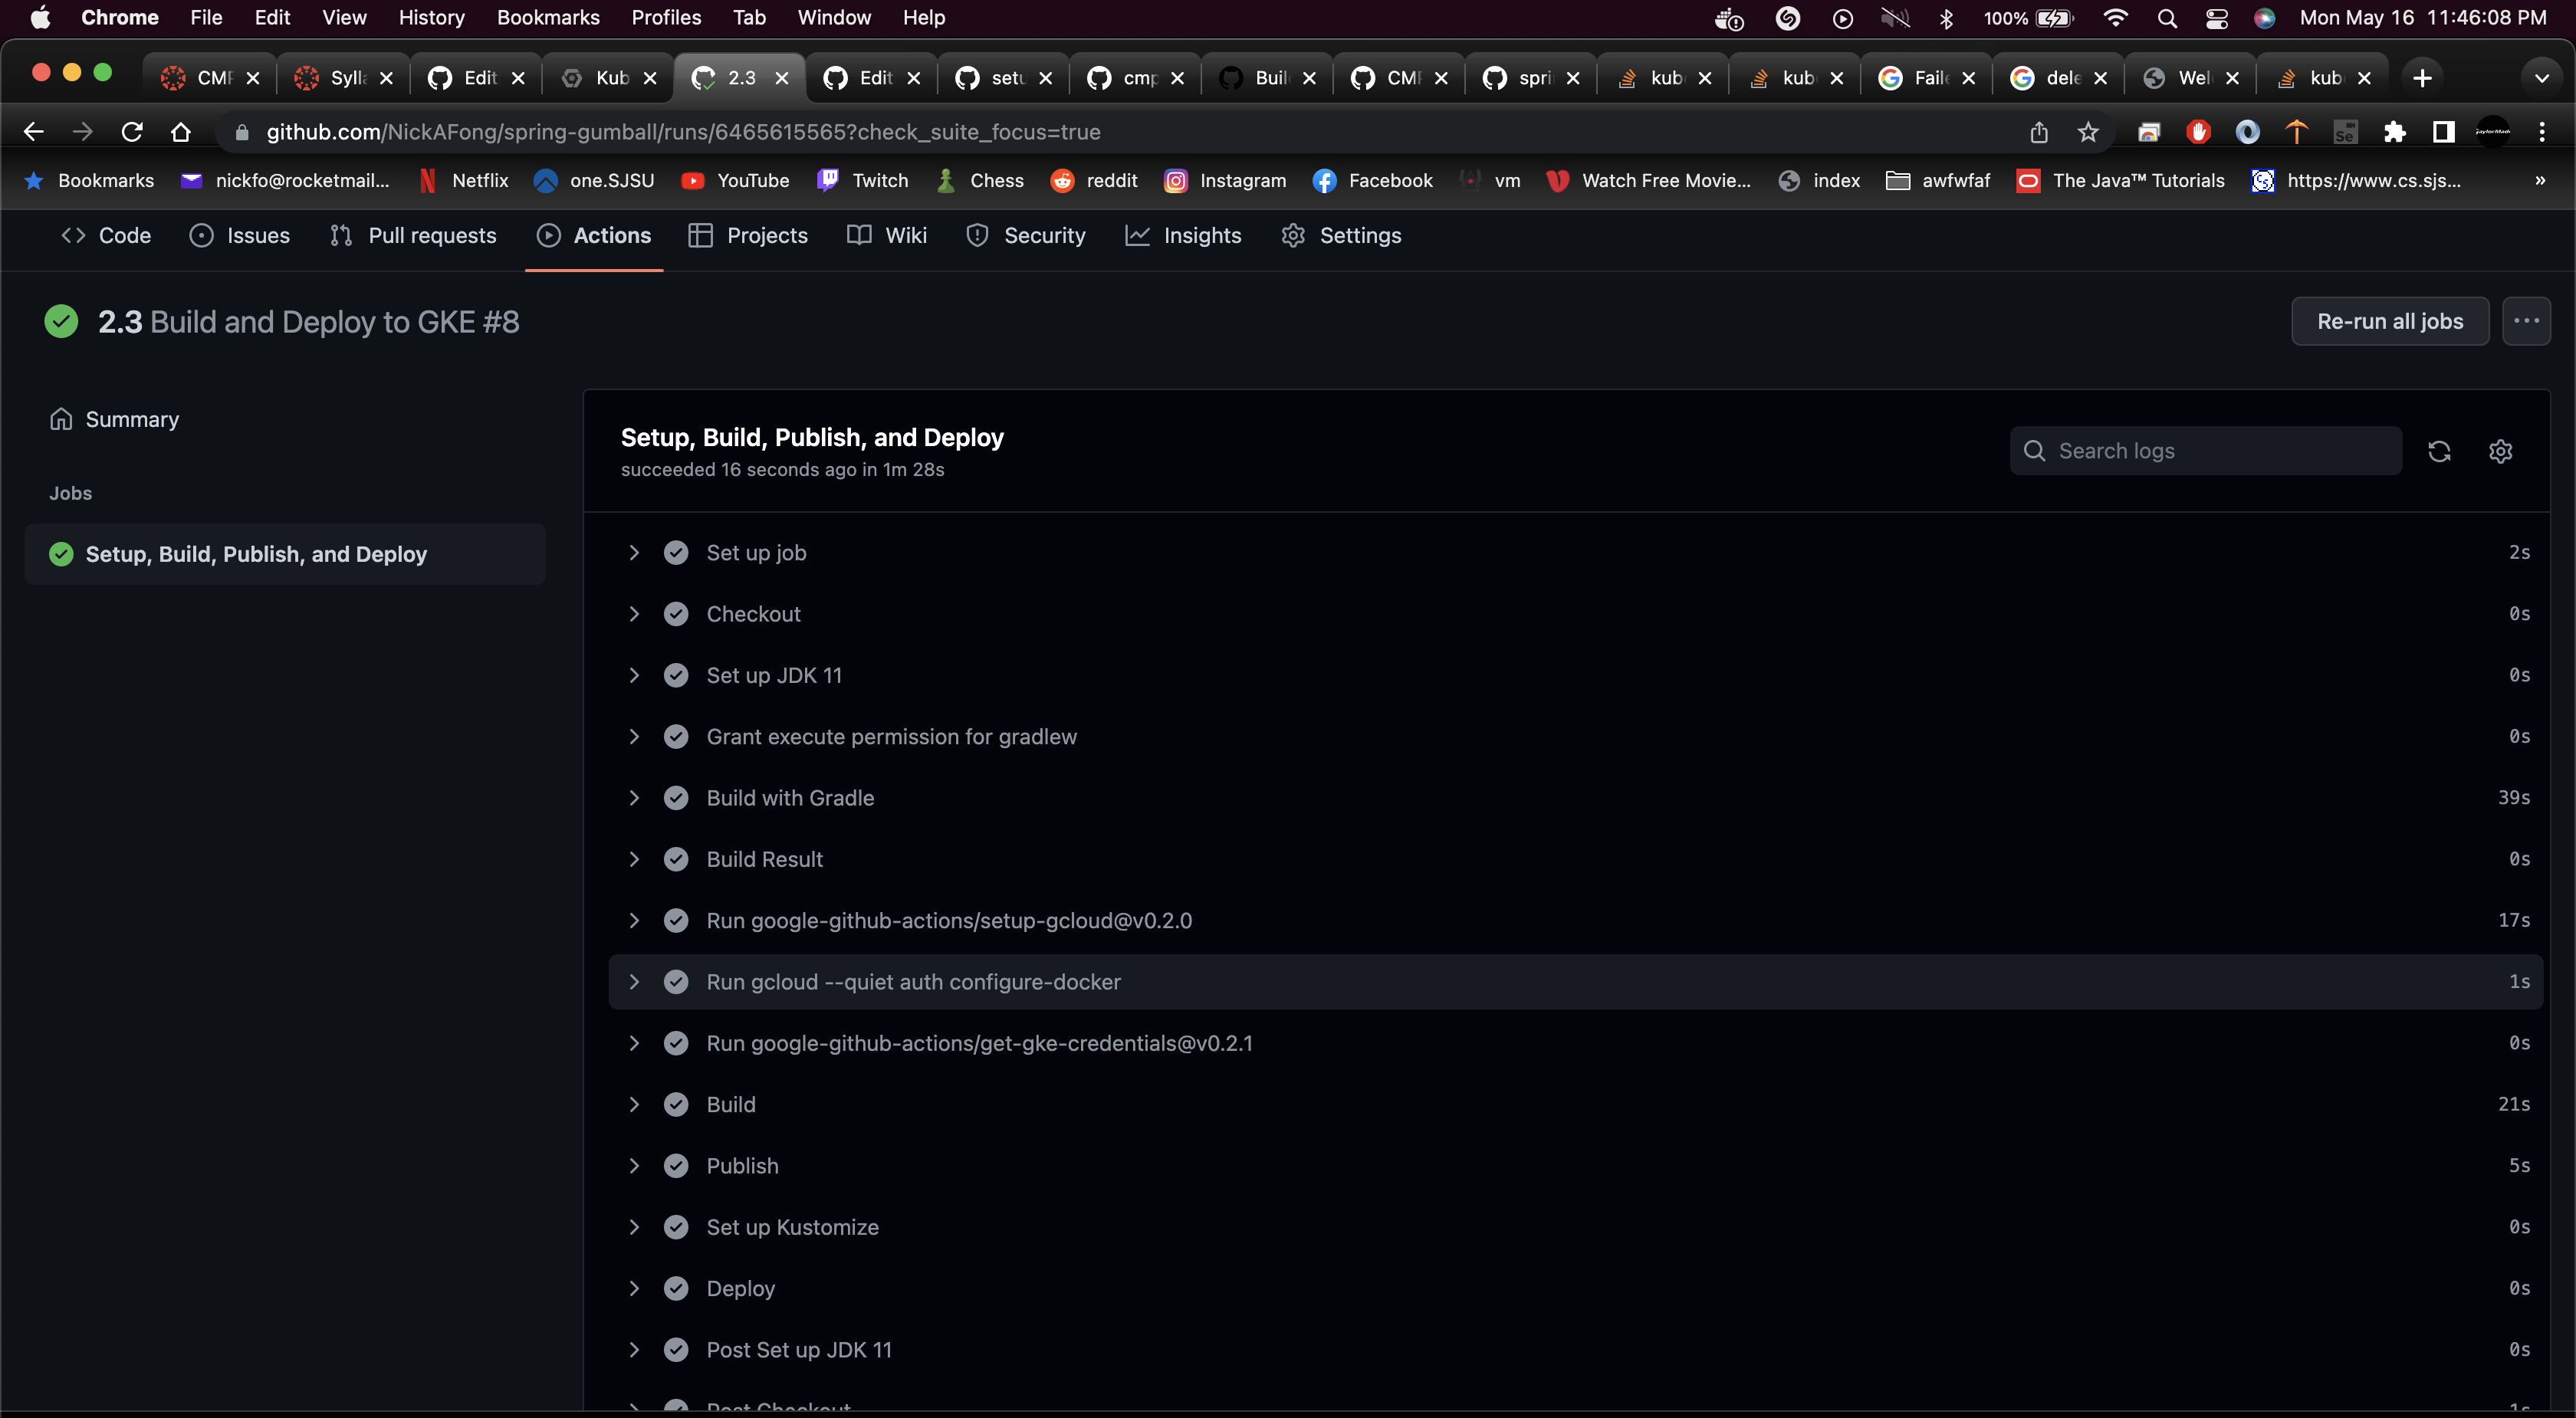 Chrome File Edit View History Bookmarks Profiles Tab Window Help 100% Mon May 16 11:46:08 PM
CMP Sylla Edit Kub 2.3 Edit setu cmp Buil CMP spri kub kub Faile dele Wel kub
github.com/NickAFong/spring-gumball/runs/6465615565?check_suite_focus=true
Bookmarks nickfo@rocketmail... Netflix one.SJSU YouTube Twitch Chess reddit Instagram Facebook vm Watch Free Movie... index awfwfaf The Java™ Tutorials https://www.cs.sjs... »
Code Issues Pull requests Actions Projects Wiki Security Insights Settings
2.3 Build and Deploy to GKE #8
Re-run all jobs
Summary
Jobs
Setup, Build, Publish, and Deploy
Setup, Build, Publish, and Deploy
succeeded 16 seconds ago in 1m 28s
Search logs
Set up job 2s
Checkout 0s
Set up JDK 11 0s
Grant execute permission for gradlew 0s
Build with Gradle 39s
Build Result 0s
Run google-github-actions/setup-gcloud@v0.2.0 17s
Run gcloud --quiet auth configure-docker 1s
Run google-github-actions/get-gke-credentials@v0.2.1 0s
Build 21s
Publish 5s
Set up Kustomize 0s
Deploy 0s
Post Set up JDK 11 0s
Post Checkout 1s